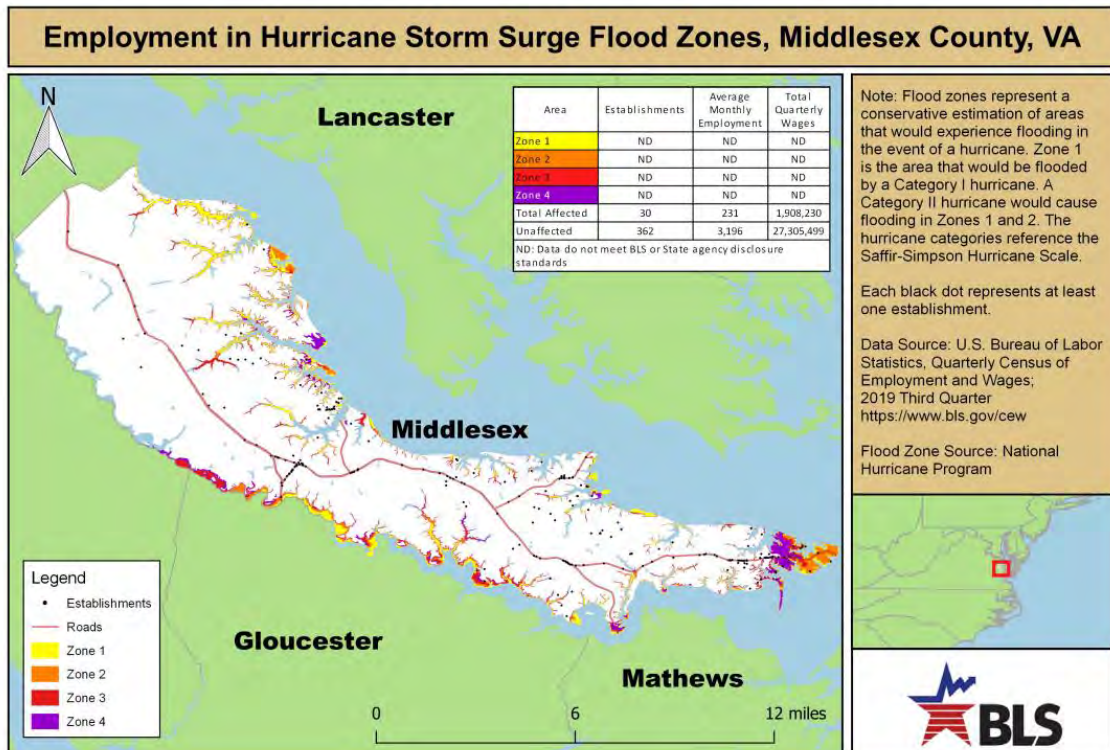 Employment in Hurricane Storm Surge Flood Zones, Middlesex County, VA
N
Lancaster
Area Establishments Average Monthly Employment Total Quarterly Wages
Zone 1 ND ND ND
Zone 2 ND ND ND
Zone 3 ND ND ND
Zone 4 ND ND ND
Total Affected 30 231 1,908,230
Unaffected 362 3,196 27,305,499
ND: Data do not meet BLS or State agency disclosure
standards
Middlesex
Gloucester
Mathews
Legend
Establishments
Roads
Zone 1
Zone 2
Zone 3
Zone 4
0 6 12 miles
Note: Flood zones represent a
conservative estimation of areas
that would experience flooding in
the event of a hurricane. Zone 1
is the area that would be flooded
by a Category I hurricane. A
Category II hurricane would cause
flooding in Zones 1 and 2. The
hurricane categories reference the
Saffir-Simpson Hurricane Scale.
Each black dot represents at least
one establishment.
Data Source: U.S. Bureau of Labor
Statistics, Quarterly Census of
Employment and Wages;
2019 Third Quarter
https://www.bls.gov/cew
Flood Zone Source: National
Hurricane Program
BLS